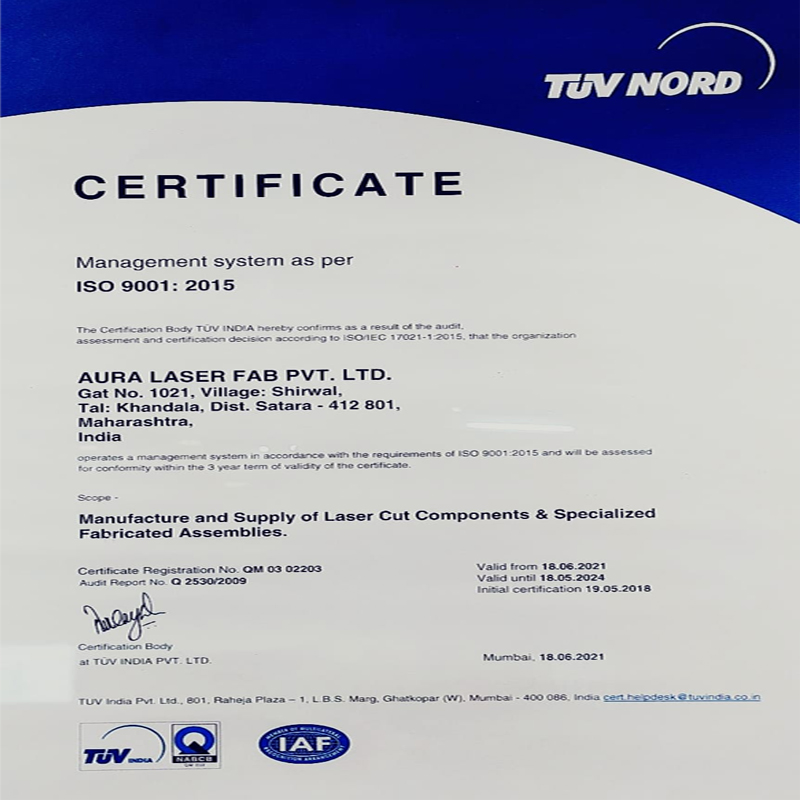 TÜV NORD
CERTIFICATE
Management system as per
ISO 9001: 2015
The Certification Body TÜV INDIA hereby confirms as a result of the audit,
assessment and certification decision according to ISO/IEC 17021-1:2015, that the organization
AURA LASER FAB PVT. LTD.
Gat No. 1021, Village: Shirwal,
Tal: Khandala, Dist. Satara - 412 801,
Maharashtra,
India
operates a management system in accordance with the requirements of ISO 9001:2015 and will be assessed
for conformity within the 3 year term of validity of the certificate.
Scope -
Manufacture and Supply of Laser Cut Components & Specialized
Fabricated Assemblies.
Certificate Registration No. QM 03 02203
Audit Report No. Q 2530/2009
Valid from 18.06.2021
Valid until 18.05.2024
Initial certification 19.05.2018
Certification Body
at TÜV INDIA PVT. LTD.
Mumbai, 18.06.2021
TUV India Pvt. Ltd., 801, Raheja Plaza – 1, L.B.S. Marg, Ghatkopar (W), Mumbai - 400 086, India cert.helpdesk@tuvindia.co.in
TÜV INDIA
NABCB
MEMBER OF MULTILATERAL
IAF
RECOGNITION ARRANGEMENT